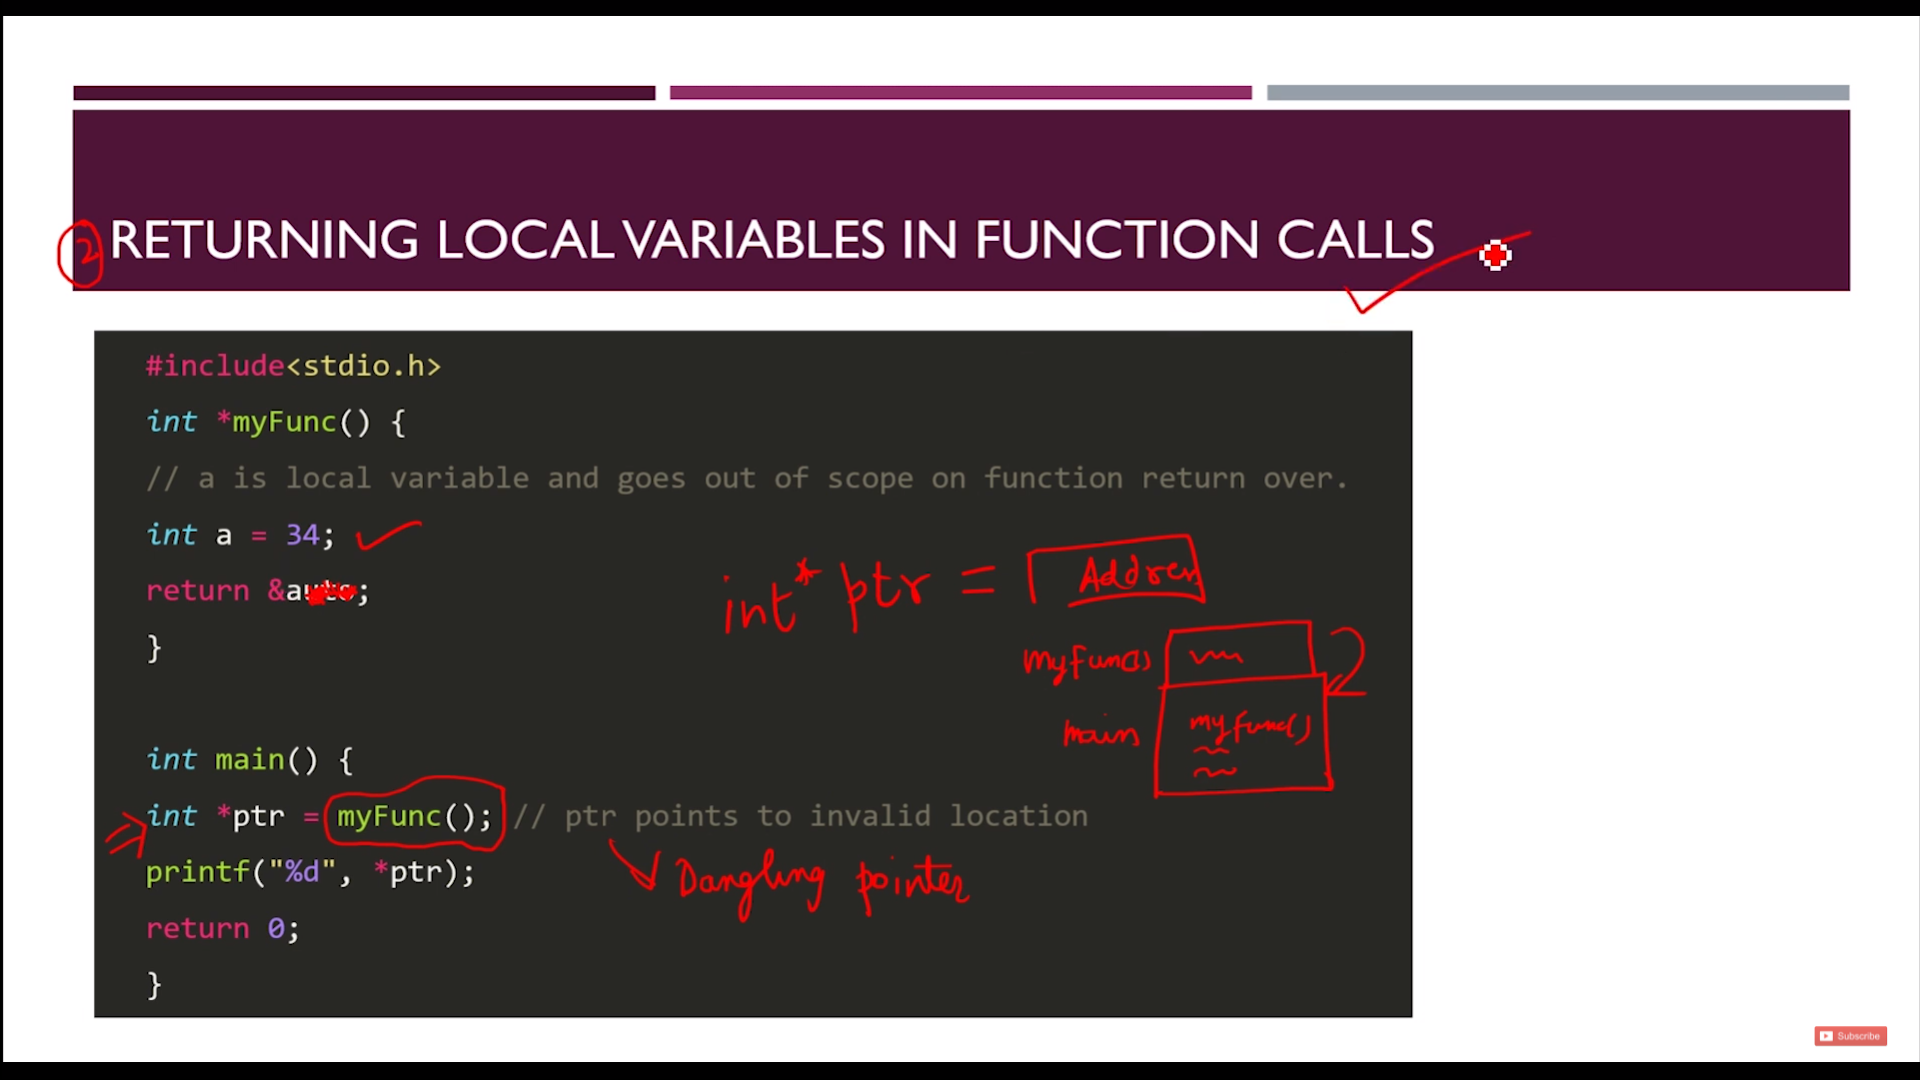 2 RETURNING LOCAL VARIABLES IN FUNCTION CALLS
#include<stdio.h>
int *myFunc() {
// a is local variable and goes out of scope on function return over.
int a = 34;
return &a;
}
int* ptr = Address
myFunc()
main myFunc()
int main() {
int *ptr = myFunc(); // ptr points to invalid location
printf("%d", *ptr); Dangling pointer
return 0;
}
Subscribe